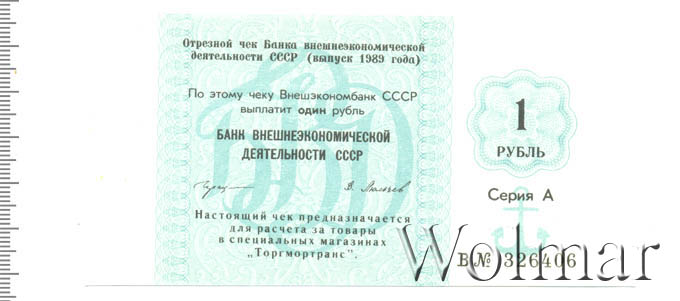 Отрезной чек Банка внешнеэкономической
деятельности СССР (выпуск 1989 года)
По этому чеку Внешэкономбанк СССР
выплатит один рубль
БАНК ВНЕШНЕЭКОНОМИЧЕСКОЙ
ДЕЯТЕЛЬНОСТИ СССР
Настоящий чек предназначается
для расчета за товары
в специальных магазинах
„Торгмортранс".
1
РУБЛЬ
Серия А
В № 326406
Wolmar